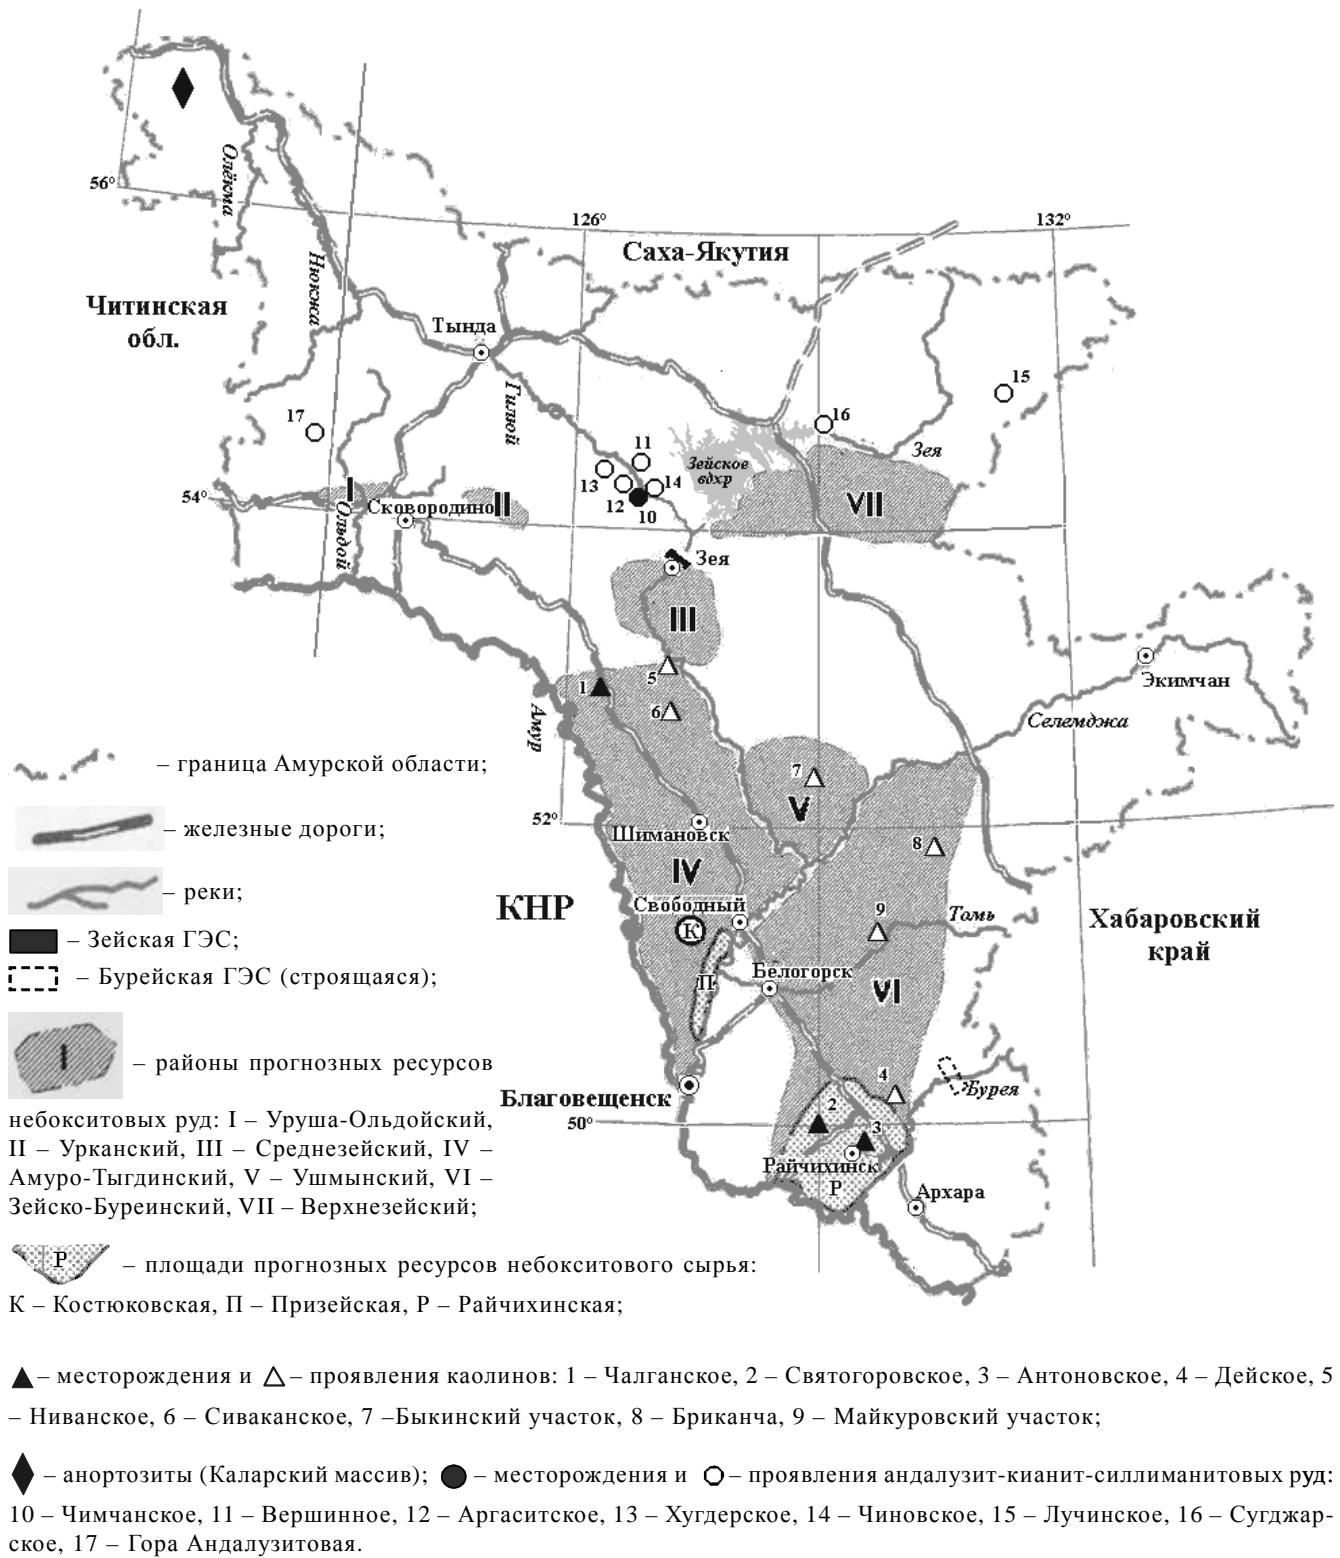 Олёкма
56º
126º
132º
Саха-Якутия
Нюкжа
Читинская
обл.
Тында
Гилюй
15
17
16
11
Зея
Зейское
вдхр
13
14
12
10
54º
I
II
VII
Сковородино
Ольдой
Зея
III
5
1
6
Экимчан
Амур
Селемджа
– граница Амурской области;
7
V
52º
– железные дороги;
Шимановск
8
IV
– реки;
КНР
Свободный
9
Томь
Хабаровский
край
К
– Зейская ГЭС;
Белогорск
– Бурейская ГЭС (строящаяся);
П
VI
I
– районы прогнозных ресурсов
4
Бурея
Благовещенск
2
небокситовых руд: I – Уруша-Ольдойский,
50º
3
II – Урканский, III – Среднезейский, IV –
Райчихинск
Амуро-Тыгдинский, V – Ушмынский, VI –
Р
Архара
Зейско-Буреинский, VII – Верхнезейский;
Р
– площади прогнозных ресурсов небокситового сырья:
К – Костюковская, П – Призейская, Р – Райчихинская;
– месторождения и – проявления каолинов: 1 – Чалганское, 2 – Святогоровское, 3 – Антоновское, 4 – Дейское, 5
– Ниванское, 6 – Сиваканское, 7 –Быкинский участок, 8 – Бриканча, 9 – Майкуровский участок;
– анортозиты (Каларский массив); – месторождения и – проявления андалузит-кианит-силлиманитовых руд:
10 – Чимчанское, 11 – Вершинное, 12 – Аргаситское, 13 – Хугдерское, 14 – Чиновское, 15 – Лучинское, 16 – Сугджар-
ское, 17 – Гора Андалузитовая.